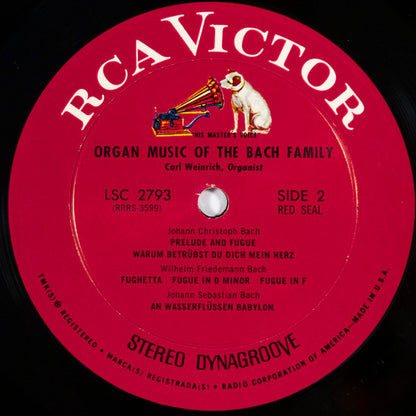 RCA VICTOR
"HIS MASTER'S VOICE"
ORGAN MUSIC OF THE BACH FAMILY
Carl Weinrich, Organist
LSC 2793
(RRRS-3599)
SIDE 2
RED SEAL
Johann Christoph Bach
PRELUDE AND FUGUE
WARUM BETRÜBST DU DICH MEIN HERZ
Wilhelm Friedemann Bach
FUGHETTA FUGUE IN D MINOR FUGUE IN F
Johann Sebastian Bach
AN WASSERFLÜSSEN BABYLON
STEREO DYNAGROOVE
TMK(S) ® REGISTERED • MARCA(S) REGISTRADA(S) • RADIO CORPORATION OF AMERICA—MADE IN U.S.A.